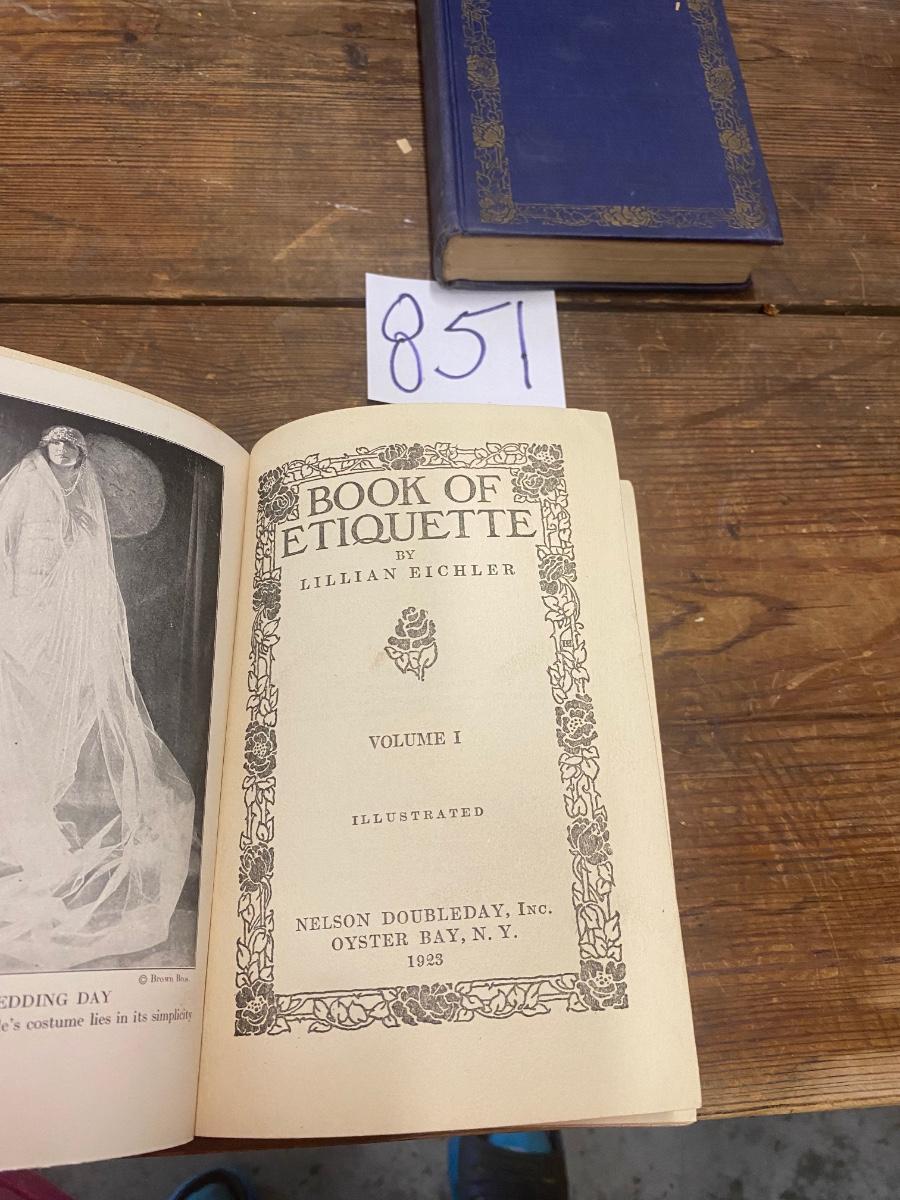 851
BOOK OF
ETIQUETTE
BY
LILLIAN EICHLER
VOLUME I
ILLUSTRATED
NELSON DOUBLEDAY, INC.
OYSTER BAY, N. Y.
1923
© Brown Bros.
EDDING DAY
e's costume lies in its simplicity